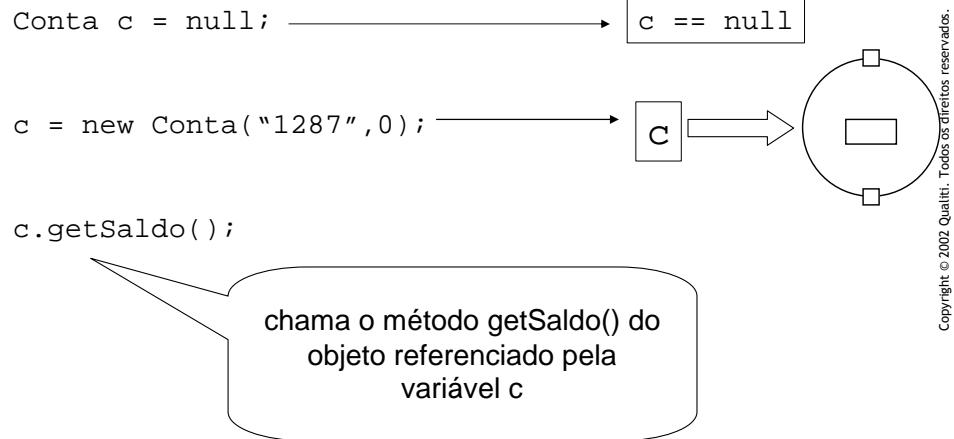 Conta c = null;
c == null
c = new Conta(“1287”,0);
c
c.getSaldo();
chama o método getSaldo() do
objeto referenciado pela
variável c
Copyright © 2002 Qualiti. Todos os direitos reservados.